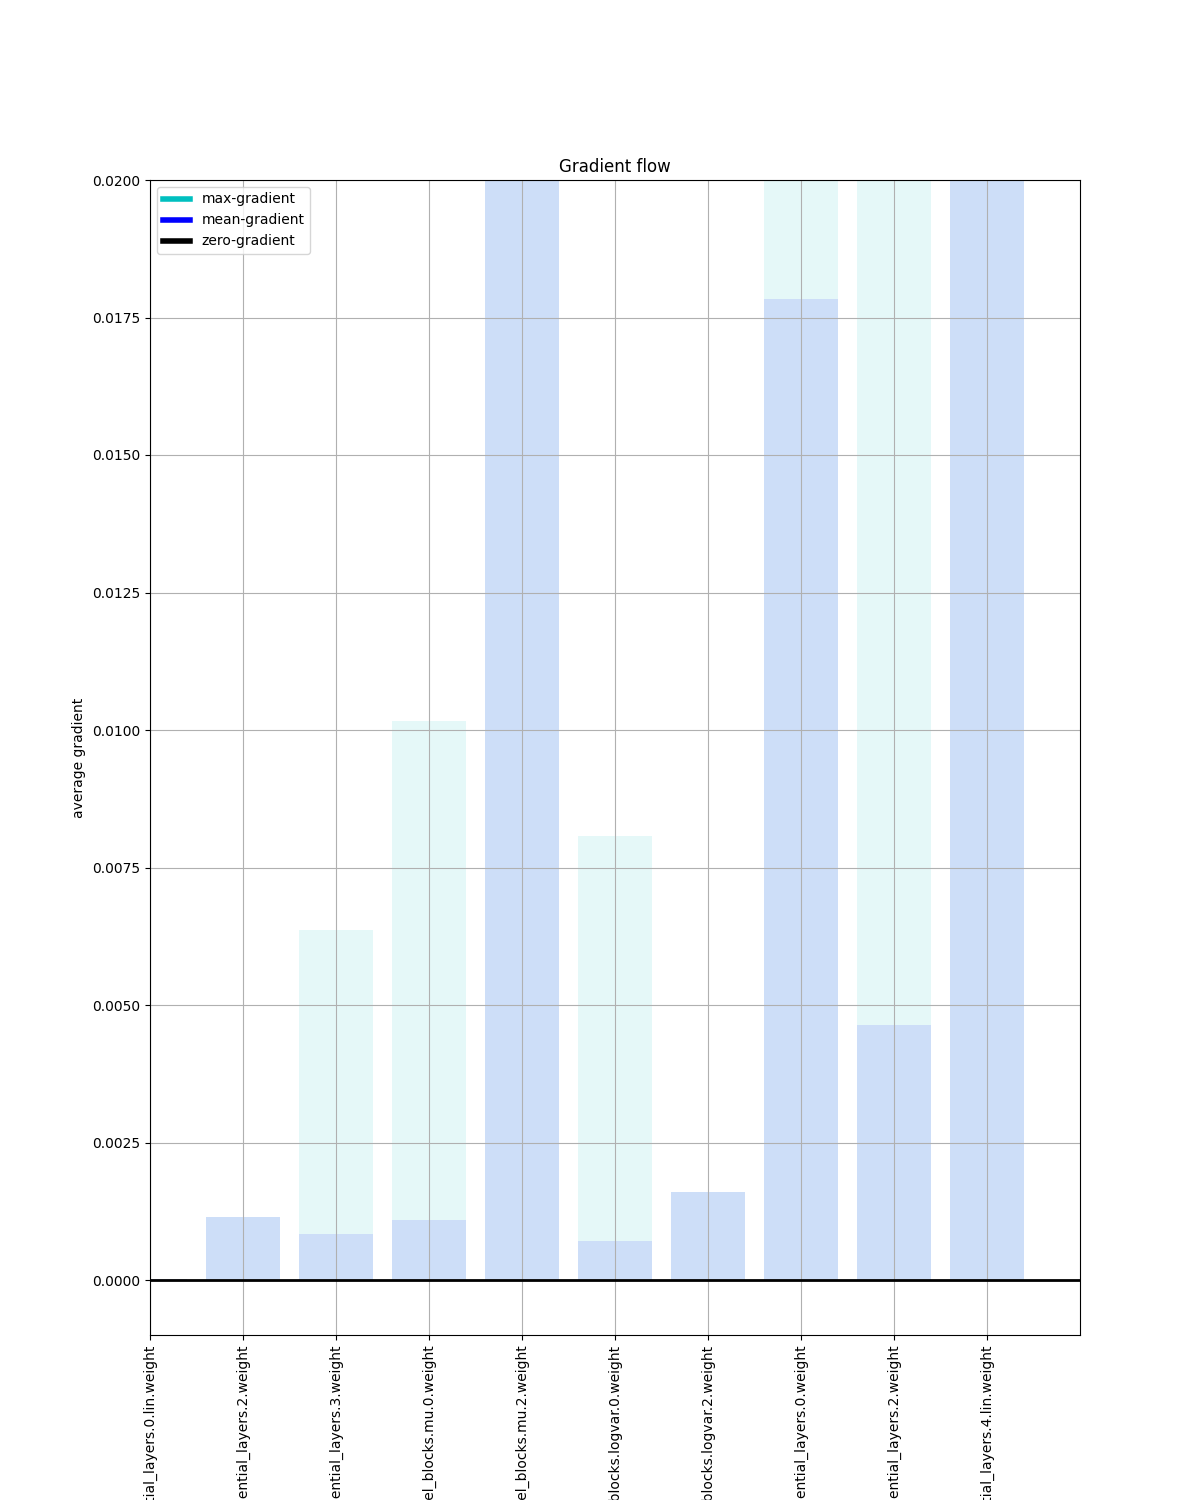 Gradient flow
max-gradient
mean-gradient
zero-gradient
0.0200
0.0175
0.0150
0.0125
0.0100
0.0075
0.0050
0.0025
0.0000
average gradient
tial_layers.0.lin.weight
ential_layers.2.weight
ential_layers.3.weight
el_blocks.mu.0.weight
el_blocks.mu.2.weight
blocks.logvar.0.weight
blocks.logvar.2.weight
ential_layers.0.weight
ential_layers.2.weight
tial_layers.4.lin.weight